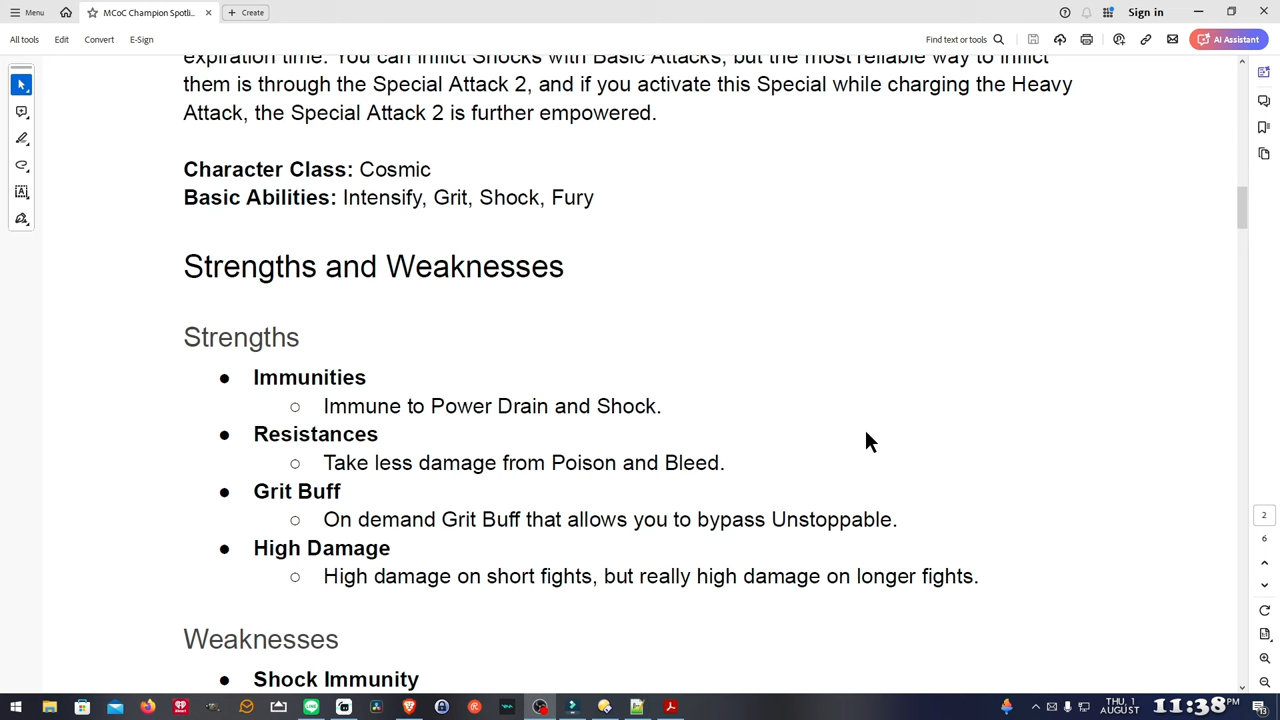 Menu
MCoC Champion Spotli...
Create
Sign in
All tools
Edit
Convert
E-Sign
Find text or tools
AI Assistant
expiration time. You can inflict Shocks with Basic Attacks, but the most reliable way to inflict
them is through the Special Attack 2, and if you activate this Special while charging the Heavy
Attack, the Special Attack 2 is further empowered.
Character Class: Cosmic
Basic Abilities: Intensify, Grit, Shock, Fury
Strengths and Weaknesses
Strengths
● Immunities
○ Immune to Power Drain and Shock.
● Resistances
○ Take less damage from Poison and Bleed.
● Grit Buff
○ On demand Grit Buff that allows you to bypass Unstoppable.
● High Damage
○ High damage on short fights, but really high damage on longer fights.
Weaknesses
● Shock Immunity
2
6
THU, 1
AUGUST
11:38PM
13